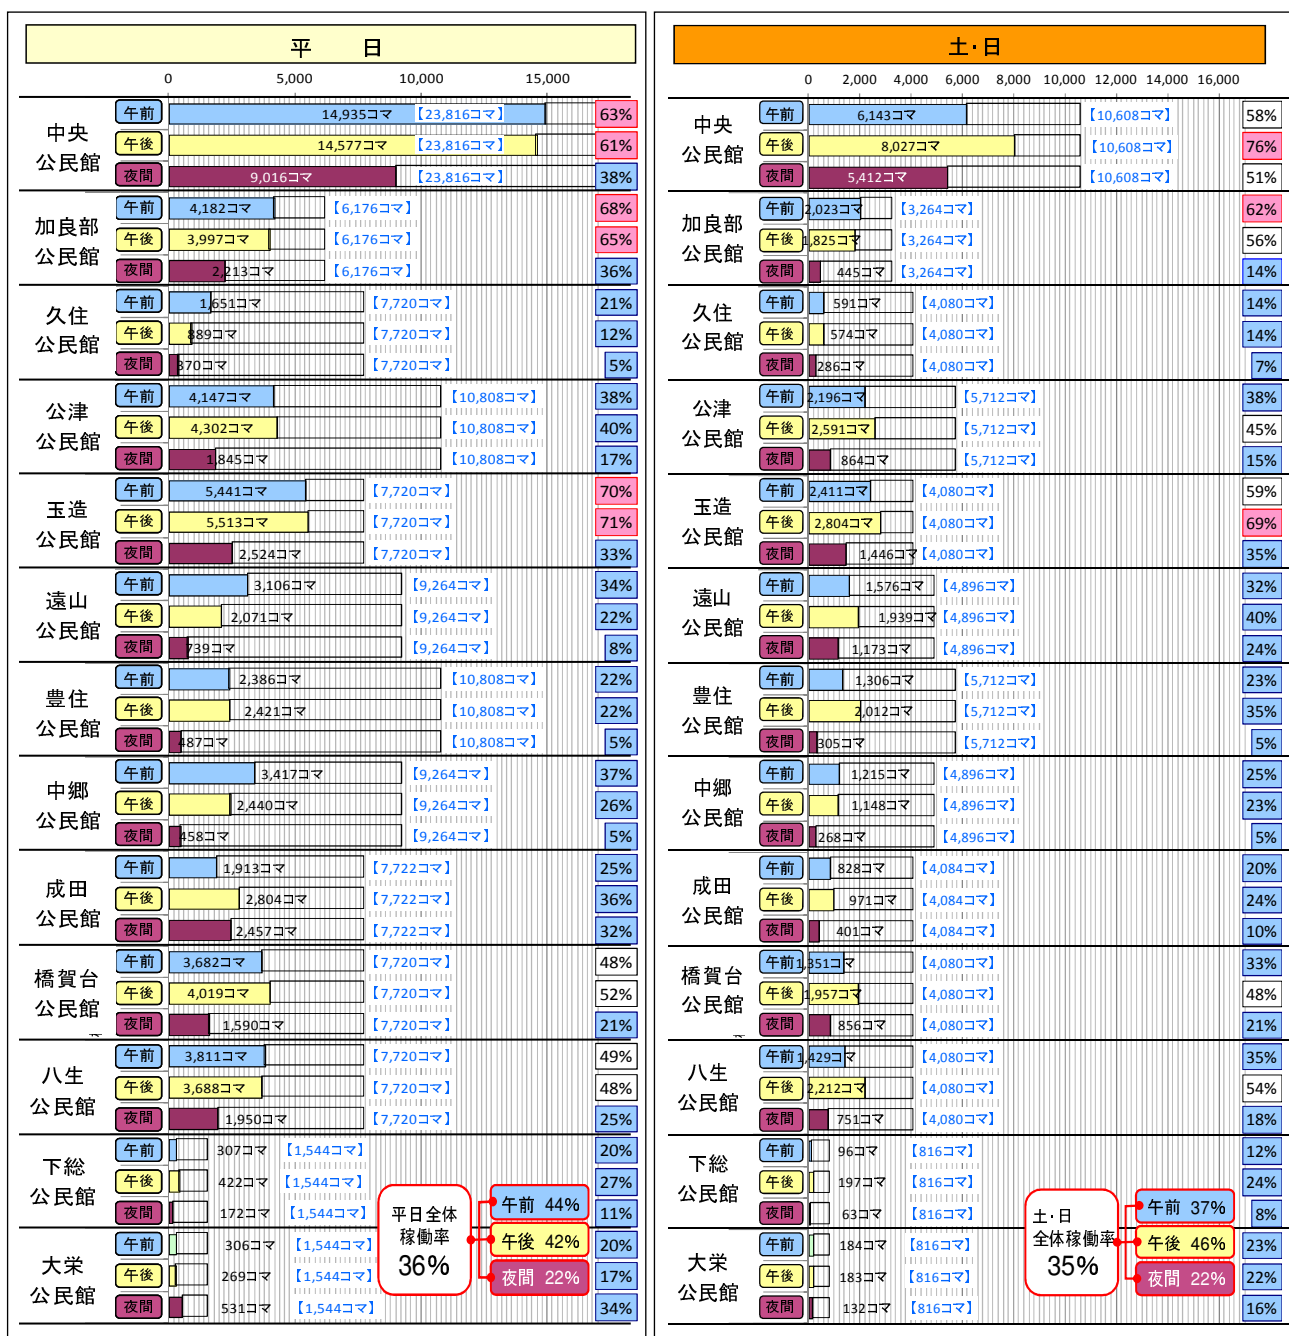 平　日
0 5,000 10,000 15,000
中央公民館
午前 14,935コマ 【23,816コマ】 63%
午後 14,577コマ 【23,816コマ】 61%
夜間 9,016コマ 【23,816コマ】 38%
加良部公民館
午前 4,182コマ 【6,176コマ】 68%
午後 3,997コマ 【6,176コマ】 65%
夜間 2,213コマ 【6,176コマ】 36%
久住公民館
午前 1,651コマ 【7,720コマ】 21%
午後 889コマ 【7,720コマ】 12%
夜間 370コマ 【7,720コマ】 5%
公津公民館
午前 4,147コマ 【10,808コマ】 38%
午後 4,302コマ 【10,808コマ】 40%
夜間 1,845コマ 【10,808コマ】 17%
玉造公民館
午前 5,441コマ 【7,720コマ】 70%
午後 5,513コマ 【7,720コマ】 71%
夜間 2,524コマ 【7,720コマ】 33%
遠山公民館
午前 3,106コマ 【9,264コマ】 34%
午後 2,071コマ 【9,264コマ】 22%
夜間 739コマ 【9,264コマ】 8%
豊住公民館
午前 2,386コマ 【10,808コマ】 22%
午後 2,421コマ 【10,808コマ】 22%
夜間 487コマ 【10,808コマ】 5%
中郷公民館
午前 3,417コマ 【9,264コマ】 37%
午後 2,440コマ 【9,264コマ】 26%
夜間 458コマ 【9,264コマ】 5%
成田公民館
午前 1,913コマ 【7,722コマ】 25%
午後 2,804コマ 【7,722コマ】 36%
夜間 2,457コマ 【7,722コマ】 32%
橋賀台公民館
午前 3,682コマ 【7,720コマ】 48%
午後 4,019コマ 【7,720コマ】 52%
夜間 1,590コマ 【7,720コマ】 21%
八生公民館
午前 3,811コマ 【7,720コマ】 49%
午後 3,688コマ 【7,720コマ】 48%
夜間 1,950コマ 【7,720コマ】 25%
下総公民館
午前 307コマ 【1,544コマ】 20%
午後 422コマ 【1,544コマ】 27%
夜間 172コマ 【1,544コマ】 11%
大栄公民館
午前 306コマ 【1,544コマ】 20%
午後 269コマ 【1,544コマ】 17%
夜間 531コマ 【1,544コマ】 34%
平日全体
稼働率
36%
午前 44%
午後 42%
夜間 22%
土・日
0 2,000 4,000 6,000 8,000 10,000 12,000 14,000 16,000
中央公民館
午前 6,143コマ 【10,608コマ】 58%
午後 8,027コマ 【10,608コマ】 76%
夜間 5,412コマ 【10,608コマ】 51%
加良部公民館
午前 2,023コマ 【3,264コマ】 62%
午後 1,825コマ 【3,264コマ】 56%
夜間 445コマ 【3,264コマ】 14%
久住公民館
午前 591コマ 【4,080コマ】 14%
午後 574コマ 【4,080コマ】 14%
夜間 286コマ 【4,080コマ】 7%
公津公民館
午前 2,196コマ 【5,712コマ】 38%
午後 2,591コマ 【5,712コマ】 45%
夜間 864コマ 【5,712コマ】 15%
玉造公民館
午前 2,411コマ 【4,080コマ】 59%
午後 2,804コマ 【4,080コマ】 69%
夜間 1,446コマ 【4,080コマ】 35%
遠山公民館
午前 1,576コマ 【4,896コマ】 32%
午後 1,939コマ 【4,896コマ】 40%
夜間 1,173コマ 【4,896コマ】 24%
豊住公民館
午前 1,306コマ 【5,712コマ】 23%
午後 2,012コマ 【5,712コマ】 35%
夜間 305コマ 【5,712コマ】 5%
中郷公民館
午前 1,215コマ 【4,896コマ】 25%
午後 1,148コマ 【4,896コマ】 23%
夜間 268コマ 【4,896コマ】 5%
成田公民館
午前 828コマ 【4,084コマ】 20%
午後 971コマ 【4,084コマ】 24%
夜間 401コマ 【4,084コマ】 10%
橋賀台公民館
午前 1,351コマ 【4,080コマ】 33%
午後 1,957コマ 【4,080コマ】 48%
夜間 856コマ 【4,080コマ】 21%
八生公民館
午前 1,429コマ 【4,080コマ】 35%
午後 2,212コマ 【4,080コマ】 54%
夜間 751コマ 【4,080コマ】 18%
下総公民館
午前 96コマ 【816コマ】 12%
午後 197コマ 【816コマ】 24%
夜間 63コマ 【816コマ】 8%
大栄公民館
午前 184コマ 【816コマ】 23%
午後 183コマ 【816コマ】 22%
夜間 132コマ 【816コマ】 16%
土・日
全体稼働率
35%
午前 37%
午後 46%
夜間 22%